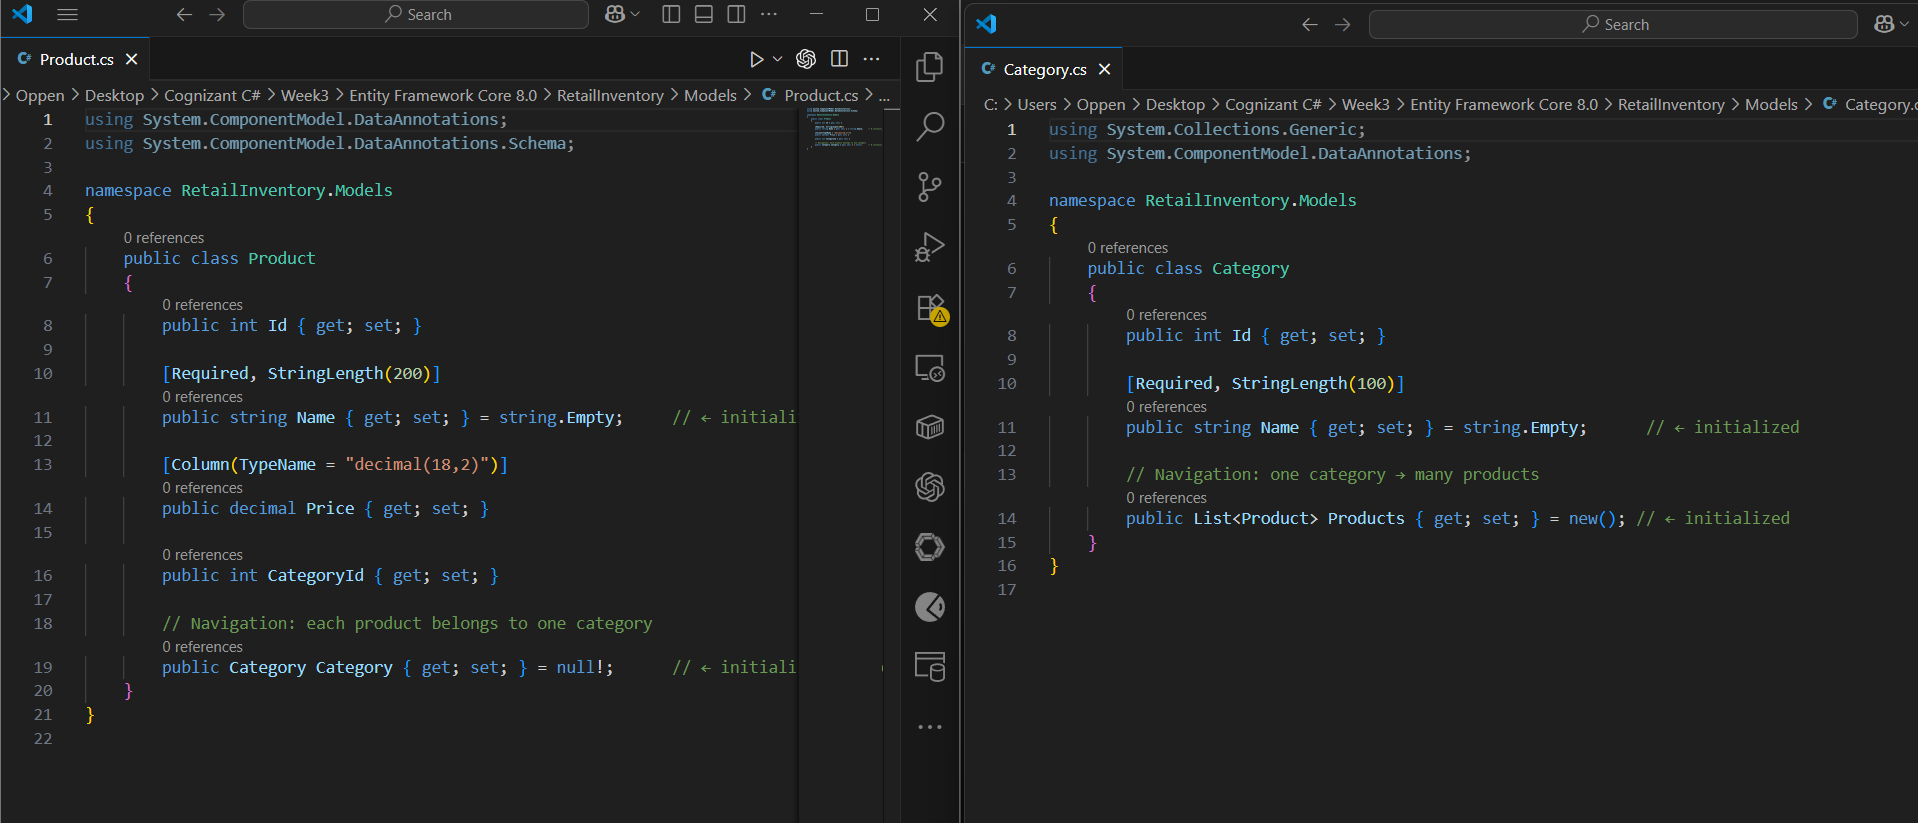 Search
Product.cs
Oppen > Desktop > Cognizant C# > Week3 > Entity Framework Core 8.0 > RetailInventory > Models > C# Product.cs > ...
1 using System.ComponentModel.DataAnnotations;
2 using System.ComponentModel.DataAnnotations.Schema;
3
4 namespace RetailInventory.Models
5 {
0 references
6 public class Product
7 {
0 references
8 public int Id { get; set; }
9
10 [Required, StringLength(200)]
0 references
11 public string Name { get; set; } = string.Empty; // ← initiali
12
13 [Column(TypeName = "decimal(18,2)")]
0 references
14 public decimal Price { get; set; }
15
0 references
16 public int CategoryId { get; set; }
17
18 // Navigation: each product belongs to one category
0 references
19 public Category Category { get; set; } = null!; // ← initiali
20 }
21 }
22
Search
Category.cs
C: > Users > Oppen > Desktop > Cognizant C# > Week3 > Entity Framework Core 8.0 > RetailInventory > Models > C# Category.c
1 using System.Collections.Generic;
2 using System.ComponentModel.DataAnnotations;
3
4 namespace RetailInventory.Models
5 {
0 references
6 public class Category
7 {
0 references
8 public int Id { get; set; }
9
10 [Required, StringLength(100)]
0 references
11 public string Name { get; set; } = string.Empty; // ← initialized
12
13 // Navigation: one category → many products
0 references
14 public List<Product> Products { get; set; } = new(); // ← initialized
15 }
16 }
17